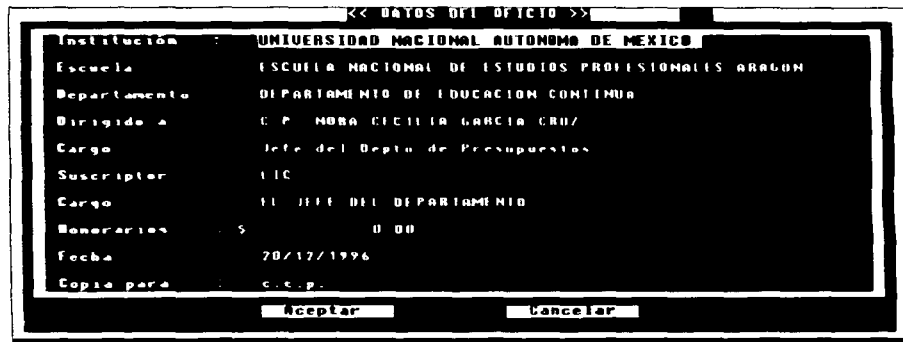 << DATOS DEL OFICIO >>
Institución : UNIVERSIDAD NACIONAL AUTONOMA DE MEXICO
Escuela ESCUELA NACIONAL DE ESTUDIOS PROFESIONALES ARAGON
Departamento DEPARTAMENTO DE EDUCACION CONTINUA
Dirigido a C P NORA CECILIA GARCIA CRUZ
Cargo Jefe del Depto de Presupuestos
Suscriptor LIC
Cargo EL JEFE DEL DEPARTAMENTO
Honorarios : $ 0 00
Fecha 20/12/1996
Copia para : c.c.p.
Aceptar Cancelar